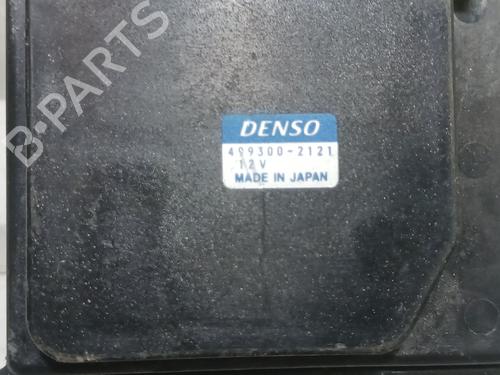 DENSO
499300-2121
12V
MADE IN JAPAN
B-PARTS